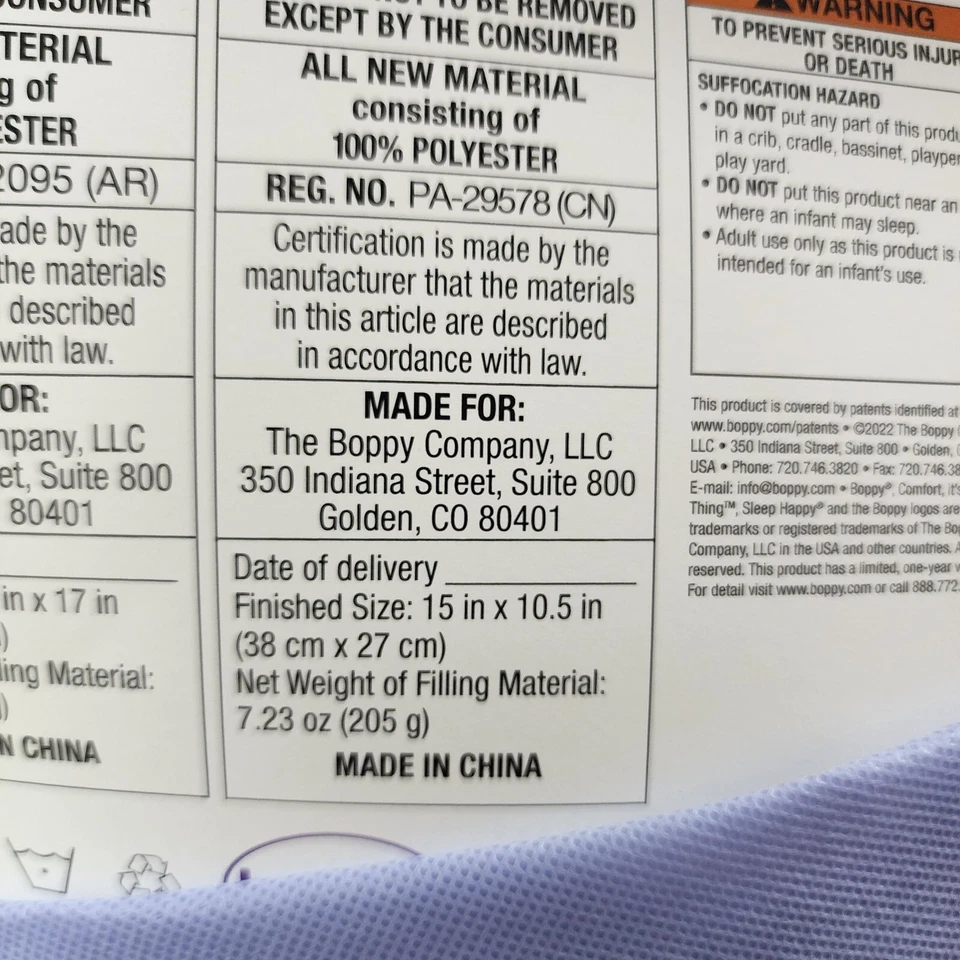 CONSUMER
TERIAL
g of
ESTER
2095 (AR)
ade by the
the materials
described
with law.
OR:
mpany, LLC
et, Suite 800
80401
in x 17 in
)
ling Material:
)
N CHINA
TO BE REMOVED
EXCEPT BY THE CONSUMER
ALL NEW MATERIAL
consisting of
100% POLYESTER
REG. NO. PA-29578 (CN)
Certification is made by the
manufacturer that the materials
in this article are described
in accordance with law.
MADE FOR:
The Boppy Company, LLC
350 Indiana Street, Suite 800
Golden, CO 80401
Date of delivery
Finished Size: 15 in x 10.5 in
(38 cm x 27 cm)
Net Weight of Filling Material:
7.23 oz (205 g)
MADE IN CHINA
WARNING
TO PREVENT SERIOUS INJUR
OR DEATH
SUFFOCATION HAZARD
• DO NOT put any part of this produ
in a crib, cradle, bassinet, playpen
play yard.
• DO NOT put this product near an
where an infant may sleep.
• Adult use only as this product is
intended for an infant's use.
This product is covered by patents identified at
www.boppy.com/patents • ©2022 The Boppy
LLC • 350 Indiana Street, Suite 800 • Golden,
USA • Phone: 720.746.3820 • Fax: 720.746.38
E-mail: info@boppy.com • Boppy®, Comfort, it's
Thing™, Sleep Happy® and the Boppy logos are
trademarks or registered trademarks of The Bop
Company, LLC in the USA and other countries. A
reserved. This product has a limited, one-year w
For detail visit www.boppy.com or call 888.772.